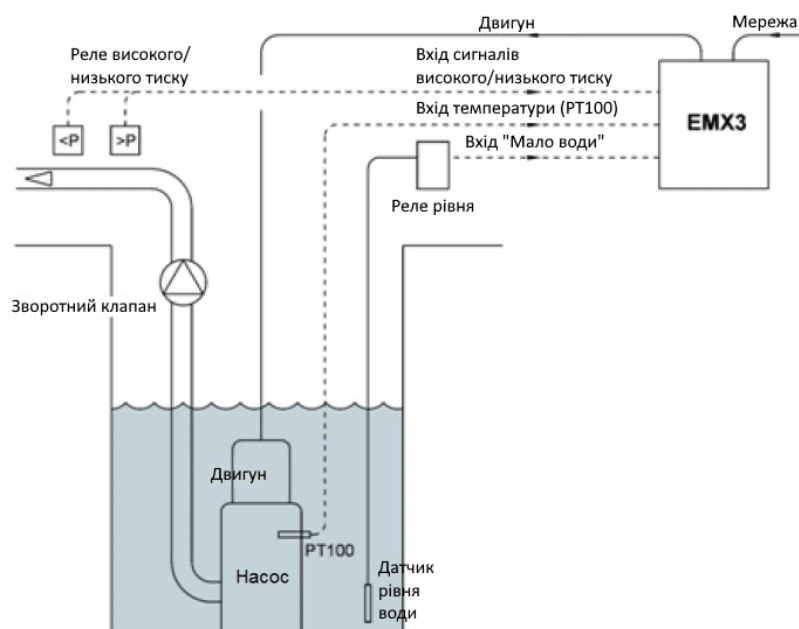 Двигун
Мережа
Реле високого/
низького тиску
Вхід сигналів
високого/низького тиску
Вхід температури (PT100)
<P
>P
EMX3
Вхід "Мало води"
Реле рівня
Зворотний клапан
Двигун
PT100
Насос
Датчик
рівня
води